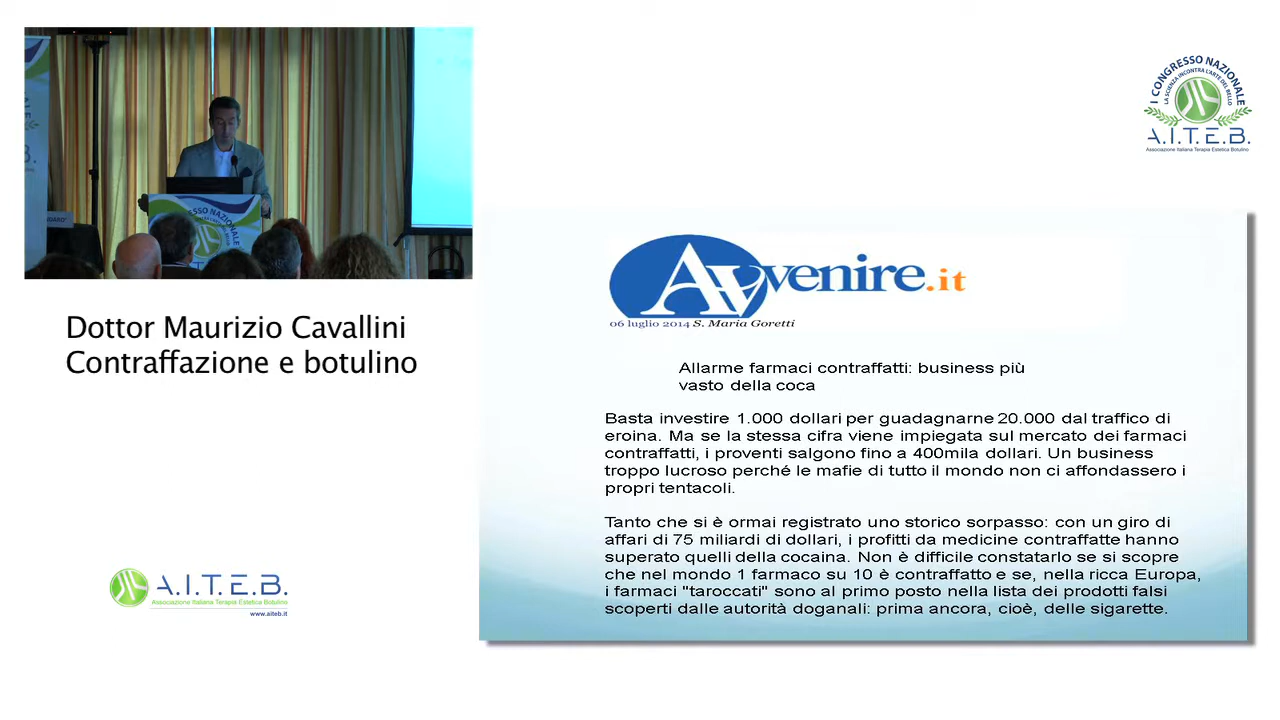 I CONGRESSO NAZIONALE
LA SCIENZA INCONTRA L'ARTE DEL BELLO
A.I.T.E.B.
Associazione Italiana Terapia Estetica Botulino
Dottor Maurizio Cavallini
Contraffazione e botulino
A.I.T.E.B.
Associazione Italiana Terapia Estetica Botulino
www.aiteb.it
Avvenire.it
06 luglio 2014 S. Maria Goretti
Allarme farmaci contraffatti: business più
vasto della coca
Basta investire 1.000 dollari per guadagnarne 20.000 dal traffico di
eroina. Ma se la stessa cifra viene impiegata sul mercato dei farmaci
contraffatti, i proventi salgono fino a 400mila dollari. Un business
troppo lucroso perché le mafie di tutto il mondo non ci affondassero i
propri tentacoli.
Tanto che si è ormai registrato uno storico sorpasso: con un giro di
affari di 75 miliardi di dollari, i profitti da medicine contraffatte hanno
superato quelli della cocaina. Non è difficile constatarlo se si scopre
che nel mondo 1 farmaco su 10 è contraffatto e se, nella ricca Europa,
i farmaci "taroccati" sono al primo posto nella lista dei prodotti falsi
scoperti dalle autorità doganali: prima ancora, cioè, delle sigarette.